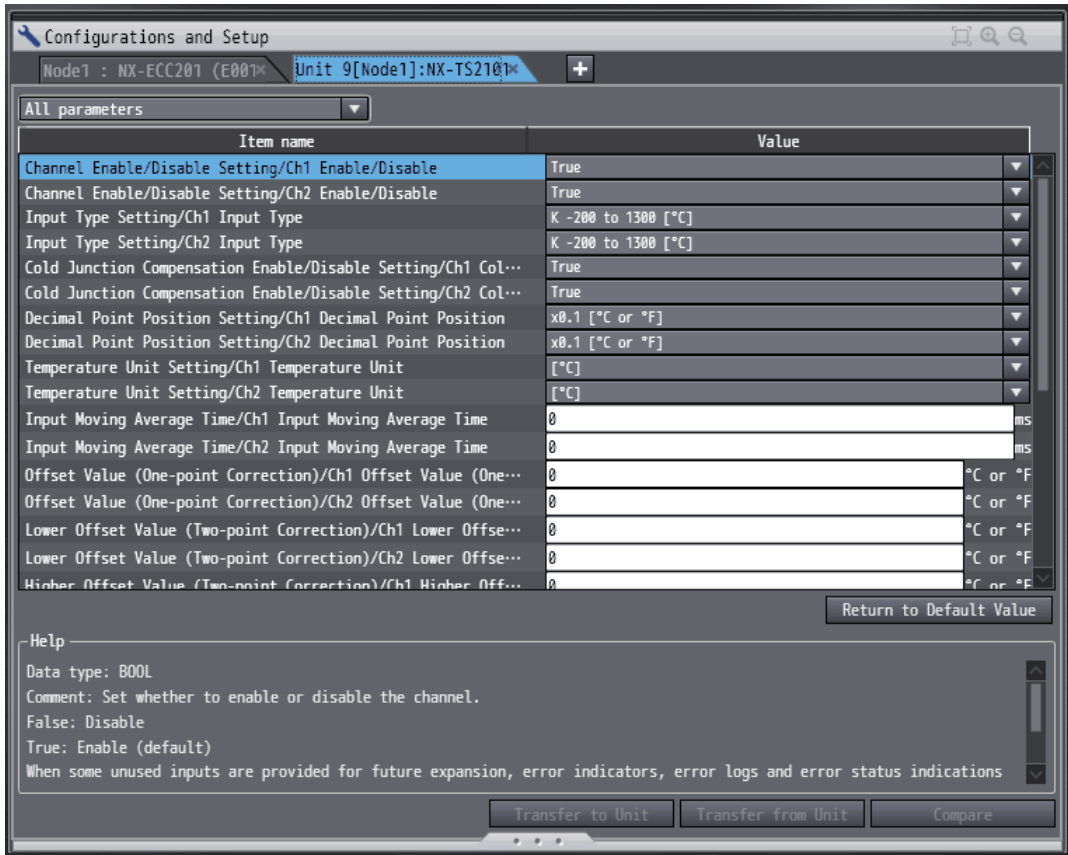 Configurations and Setup
Node1 : NX-ECC201 (E001 Unit 9[Node1]:NX-TS2101
All parameters
Item name Value
Channel Enable/Disable Setting/Ch1 Enable/Disable True
Channel Enable/Disable Setting/Ch2 Enable/Disable True
Input Type Setting/Ch1 Input Type K -200 to 1300 [°C]
Input Type Setting/Ch2 Input Type K -200 to 1300 [°C]
Cold Junction Compensation Enable/Disable Setting/Ch1 Col… True
Cold Junction Compensation Enable/Disable Setting/Ch2 Col… True
Decimal Point Position Setting/Ch1 Decimal Point Position x0.1 [°C or °F]
Decimal Point Position Setting/Ch2 Decimal Point Position x0.1 [°C or °F]
Temperature Unit Setting/Ch1 Temperature Unit [°C]
Temperature Unit Setting/Ch2 Temperature Unit [°C]
Input Moving Average Time/Ch1 Input Moving Average Time 0 ms
Input Moving Average Time/Ch2 Input Moving Average Time 0 ms
Offset Value (One-point Correction)/Ch1 Offset Value (One… 0 °C or °F
Offset Value (One-point Correction)/Ch2 Offset Value (One… 0 °C or °F
Lower Offset Value (Two-point Correction)/Ch1 Lower Offse… 0 °C or °F
Lower Offset Value (Two-point Correction)/Ch2 Lower Offse… 0 °C or °F
Higher Offset Value (Two-point Correction)/Ch1 Higher Off… 0 °C or °F
Return to Default Value
Help
Data type: BOOL
Comment: Set whether to enable or disable the channel.
False: Disable
True: Enable (default)
When some unused inputs are provided for future expansion, error indicators, error logs and error status indications
Transfer to Unit Transfer from Unit Compare